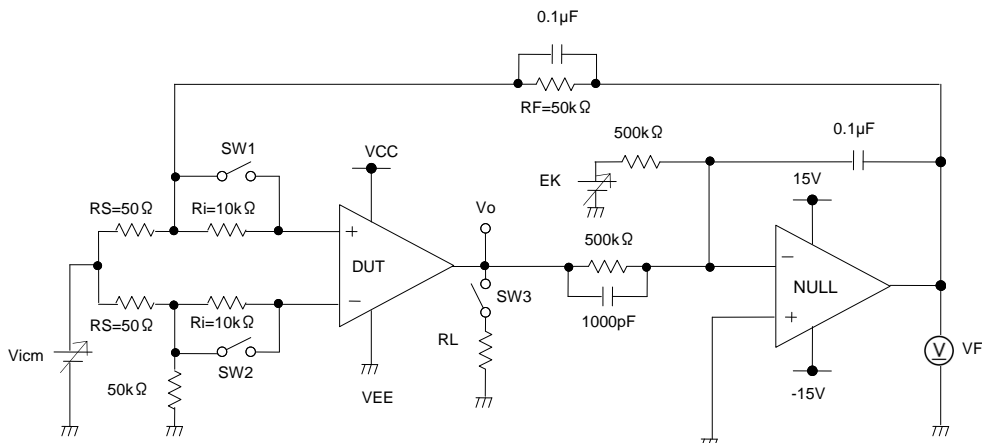 0.1μF
RF=50kΩ
500kΩ
0.1μF
SW1
VCC
EK
15V
RS=50Ω
Ri=10kΩ
Vo
+
DUT
−
500kΩ
−
NULL
+
SW3
RS=50Ω
Ri=10kΩ
1000pF
Vicm
SW2
RL
V
VF
50kΩ
VEE
-15V